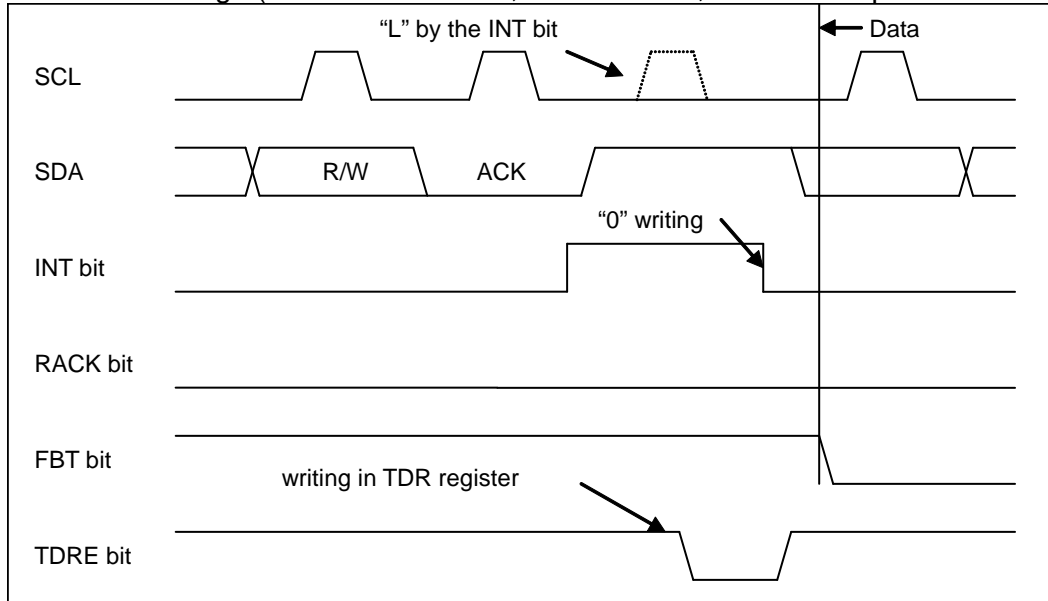 “L” by the INT bit
Data
SCL
SDA
R/W
ACK
“0” writing
INT bit
RACK bit
FBT bit
writing in TDR register
TDRE bit